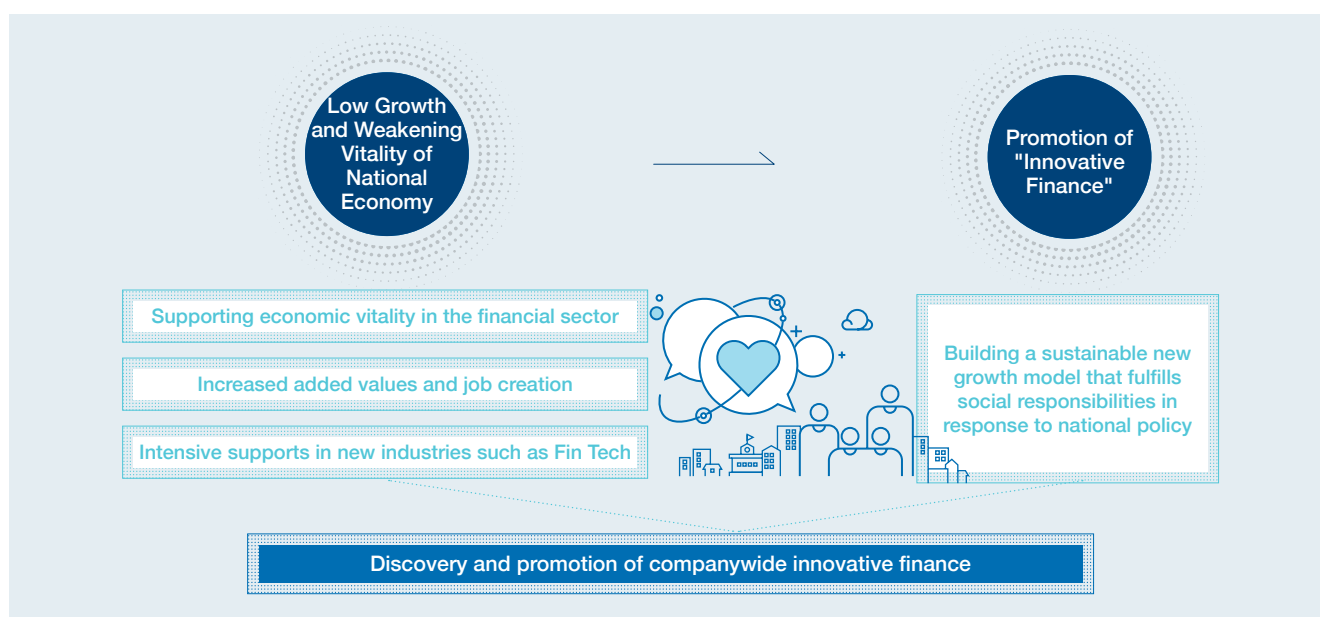 Low Growth
and Weakening
Vitality of
National
Economy
Promotion of
"Innovative
Finance"
Supporting economic vitality in the financial sector
Increased added values and job creation
Intensive supports in new industries such as Fin Tech
Building a sustainable new
growth model that fulfills
social responsibilities in
response to national policy
Discovery and promotion of companywide innovative finance